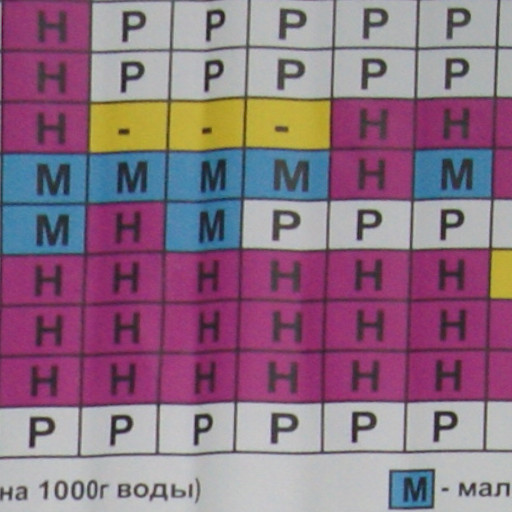 Н Р Р Р Р Р
Н Р Р Р Р Р
Н - - - Н Н
М М М М Н М
М Н М Р Р Р
Н Н Н Н Н Н
Н Н Н Н Н Н
Н Н Н Н Н Н
Р Р Р Р Р Р
на 1000г воды) М - мал